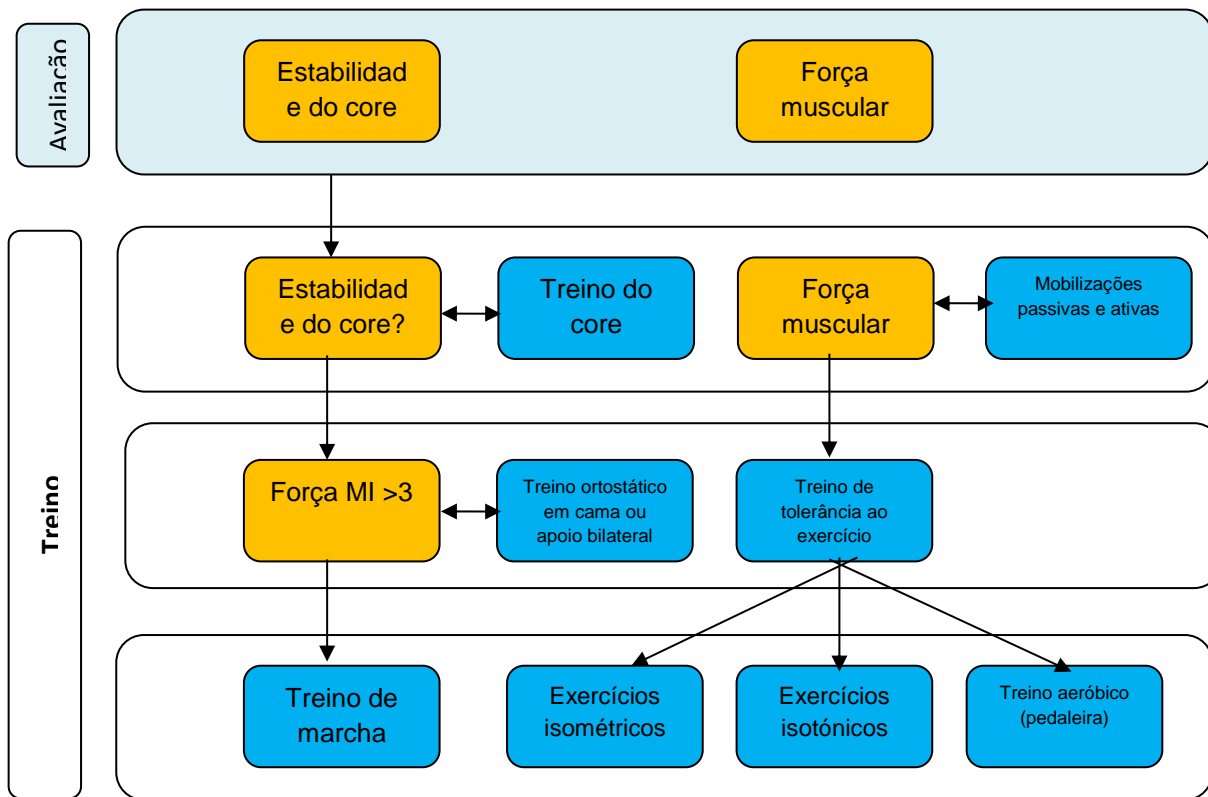 Avaliação
Estabilidad
e do core
Força
muscular
Treino
Estabilidad
e do core?
Treino do
core
Força
muscular
Mobilizações
passivas e ativas
Força MI >3
Treino ortostático
em cama ou
apoio bilateral
Treino de
tolerância ao
exercício
Treino de
marcha
Exercícios
isométricos
Exercícios
isotónicos
Treino aeróbico
(pedaleira)